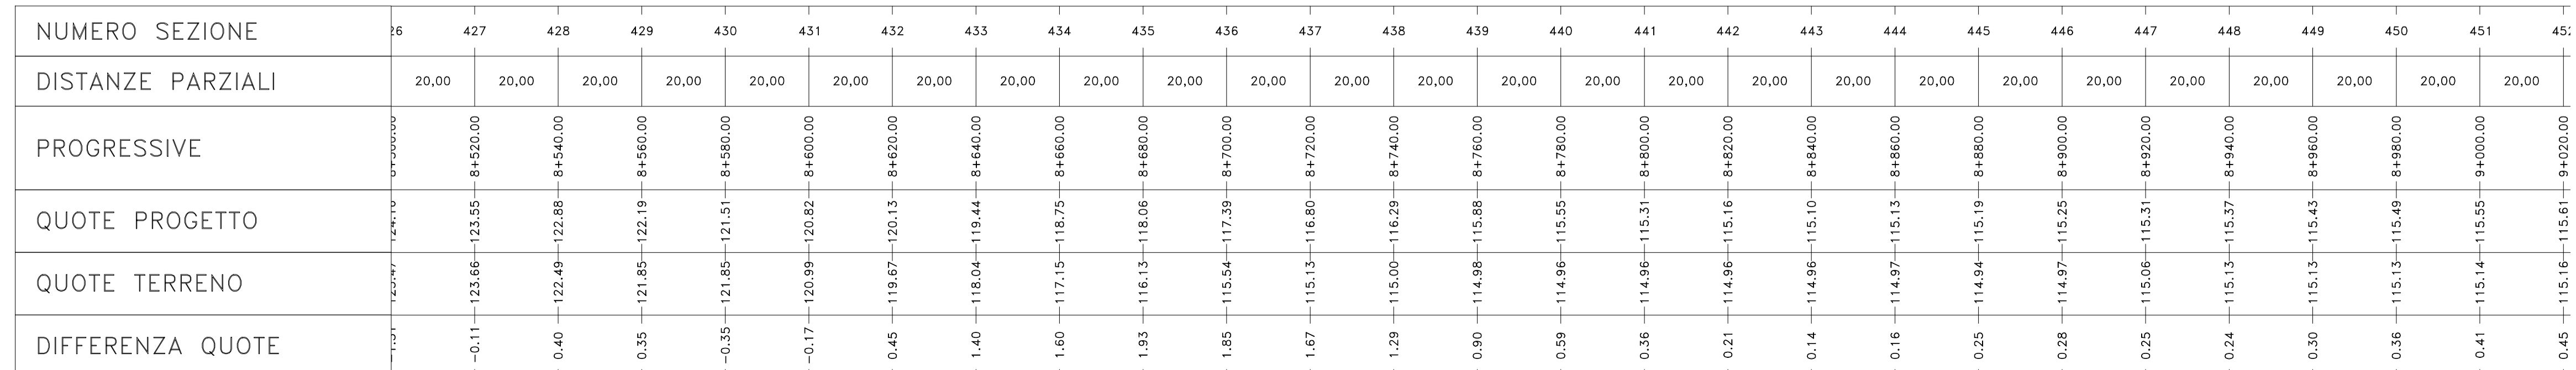 NUMERO SEZIONE 26 427 428 429 430 431 432 433 434 435 436 437 438 439 440 441 442 443 444 445 446 447 448 449 450 451 452
DISTANZE PARZIALI 20,00 20,00 20,00 20,00 20,00 20,00 20,00 20,00 20,00 20,00 20,00 20,00 20,00 20,00 20,00 20,00 20,00 20,00 20,00 20,00 20,00 20,00 20,00 20,00 20,00 20,00
PROGRESSIVE 8+520.00 8+540.00 8+560.00 8+580.00 8+600.00 8+620.00 8+640.00 8+660.00 8+680.00 8+700.00 8+720.00 8+740.00 8+760.00 8+780.00 8+800.00 8+820.00 8+840.00 8+860.00 8+880.00 8+900.00 8+920.00 8+940.00 8+960.00 8+980.00 9+000.00 9+020.00
QUOTE PROGETTO 123.55 122.88 122.19 121.51 120.82 120.13 119.44 118.75 118.06 117.39 116.80 116.29 115.88 115.55 115.31 115.16 115.10 115.13 115.19 115.25 115.31 115.37 115.43 115.49 115.55 115.61
QUOTE TERRENO 123.66 122.49 121.85 121.85 120.99 119.67 118.04 117.15 116.13 115.54 115.13 115.00 114.98 114.96 114.96 114.96 114.96 114.97 114.94 114.97 115.06 115.13 115.13 115.13 115.14 115.16
DIFFERENZA QUOTE -0.11 0.40 0.35 -0.35 -0.17 0.45 1.40 1.60 1.93 1.85 1.67 1.29 0.90 0.59 0.36 0.21 0.14 0.16 0.25 0.28 0.25 0.24 0.30 0.36 0.41 0.45